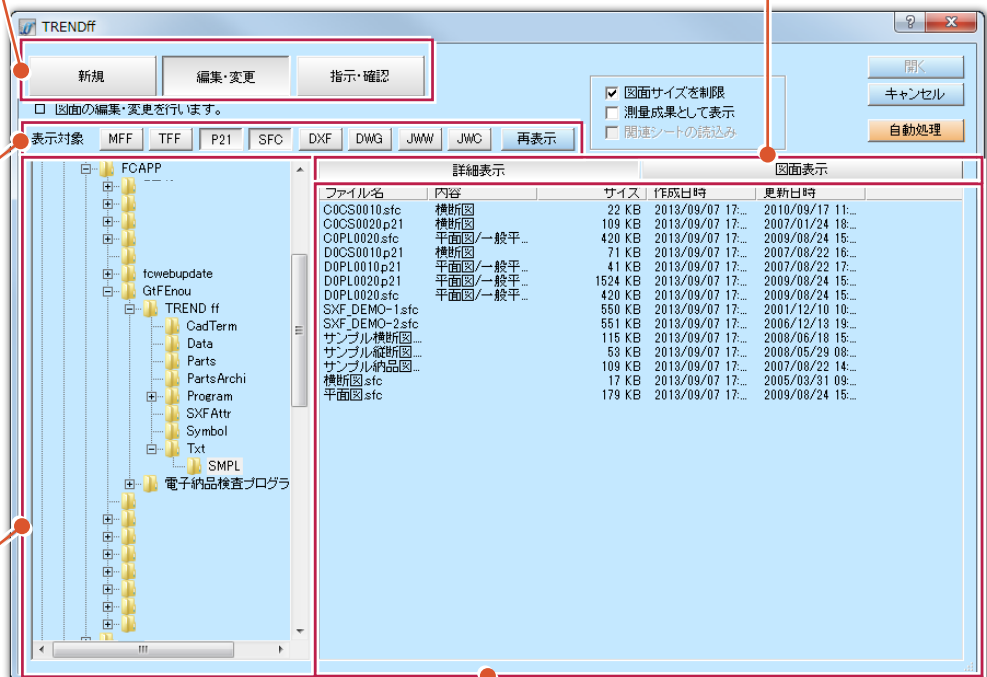 TRENDff
新規 編集・変更 指示・確認
開く
図面サイズを制限
キャンセル
□ 図面の編集・変更を行います。
測量成果として表示
関連シートの読込み
自動処理
表示対象 MFF TFF P21 SFC DXF DWG JWW JWC 再表示
FCAPP
fcwebupdate
GtFEnou
TREND ff
CadTerm
Data
Parts
PartsArchi
Program
SXFAttr
Symbol
Txt
SMPL
電子納品検査プログラ
詳細表示 図面表示
ファイル名 内容 サイズ 作成日時 更新日時
C0CS0010.sfc 横断図 22 KB 2013/09/07 17:... 2010/09/17 11:...
C0CS0020.p21 横断図 109 KB 2013/09/07 17:... 2007/01/24 18:...
C0PL0020.sfc 平面図/一般平... 420 KB 2013/09/07 17:... 2009/08/24 15:...
D0CS0010.p21 横断図 71 KB 2013/09/07 17:... 2007/08/22 16:...
D0PL0010.p21 平面図/一般平... 41 KB 2013/09/07 17:... 2007/08/22 17:...
D0PL0020.p21 平面図/一般平... 1524 KB 2013/09/07 17:... 2009/08/24 15:...
D0PL0020.sfc 平面図/一般平... 420 KB 2013/09/07 17:... 2009/08/24 15:...
SXF_DEMO-1.sfc 550 KB 2013/09/07 17:... 2001/12/10 10:...
SXF_DEMO-2.sfc 551 KB 2013/09/07 17:... 2006/12/13 19:...
サンプル横断図... 115 KB 2013/09/07 17:... 2008/06/18 15:...
サンプル縦断図... 53 KB 2013/09/07 17:... 2008/05/29 08:...
サンプル納品図... 109 KB 2013/09/07 17:... 2007/08/22 14:...
横断図.sfc 17 KB 2013/09/07 17:... 2005/03/31 09:...
平面図.sfc 179 KB 2013/09/07 17:... 2009/08/24 15:...